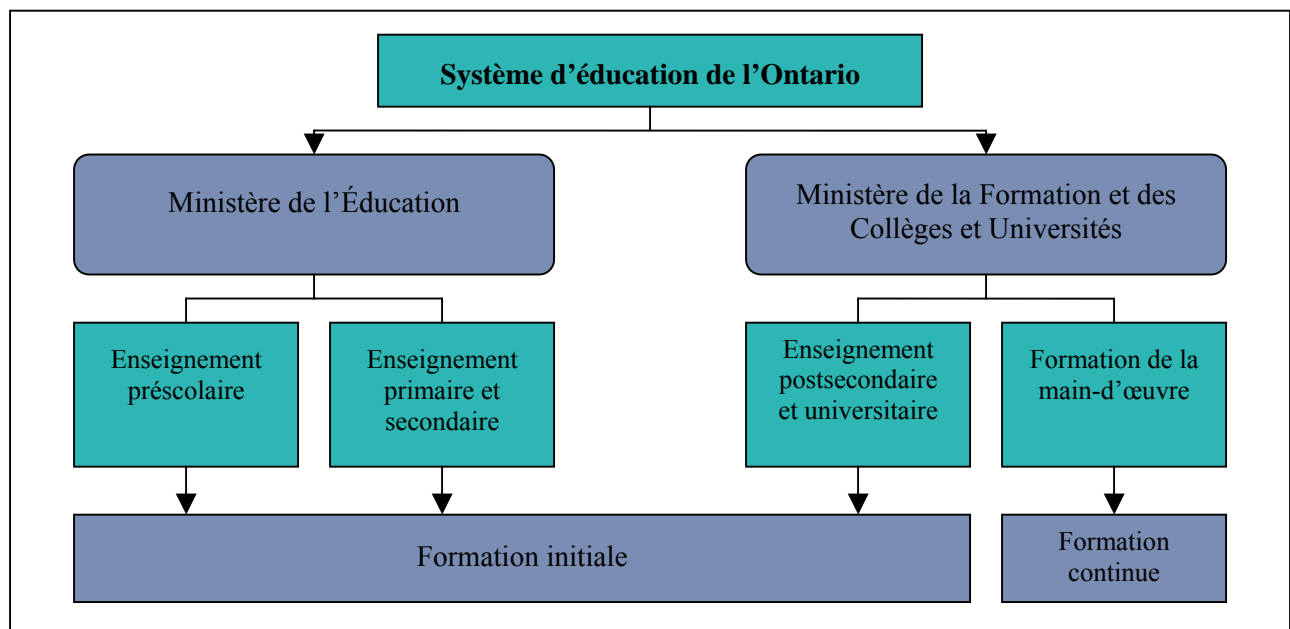 Système d'éducation de l'Ontario
Ministère de l'Éducation
Ministère de la Formation et des
Collèges et Universités
Enseignement
préscolaire
Enseignement
primaire et
secondaire
Enseignement
postsecondaire
et universitaire
Formation de la
main-d'œuvre
Formation initiale
Formation
continue